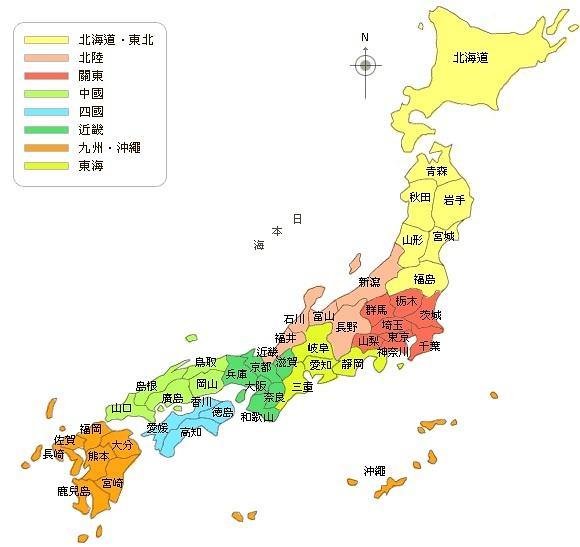 北海道・東北
北陸
關東
中國
四國
近畿
九州・沖繩
東海
N
北海道
青森
秋田
岩手
山形
宮城
福島
日
本
海
新瀉
石川
富山
福井
長野
群馬
栃木
茨城
埼玉
山梨
東京
千葉
神奈川
岐阜
愛知
靜岡
三重
近畿
滋賀
京都
兵庫
大阪
奈良
和歌山
鳥取
島根
岡山
廣島
山口
香川
徳島
愛媛
高知
福岡
佐賀
長崎
大分
熊本
宮崎
鹿兒島
沖繩